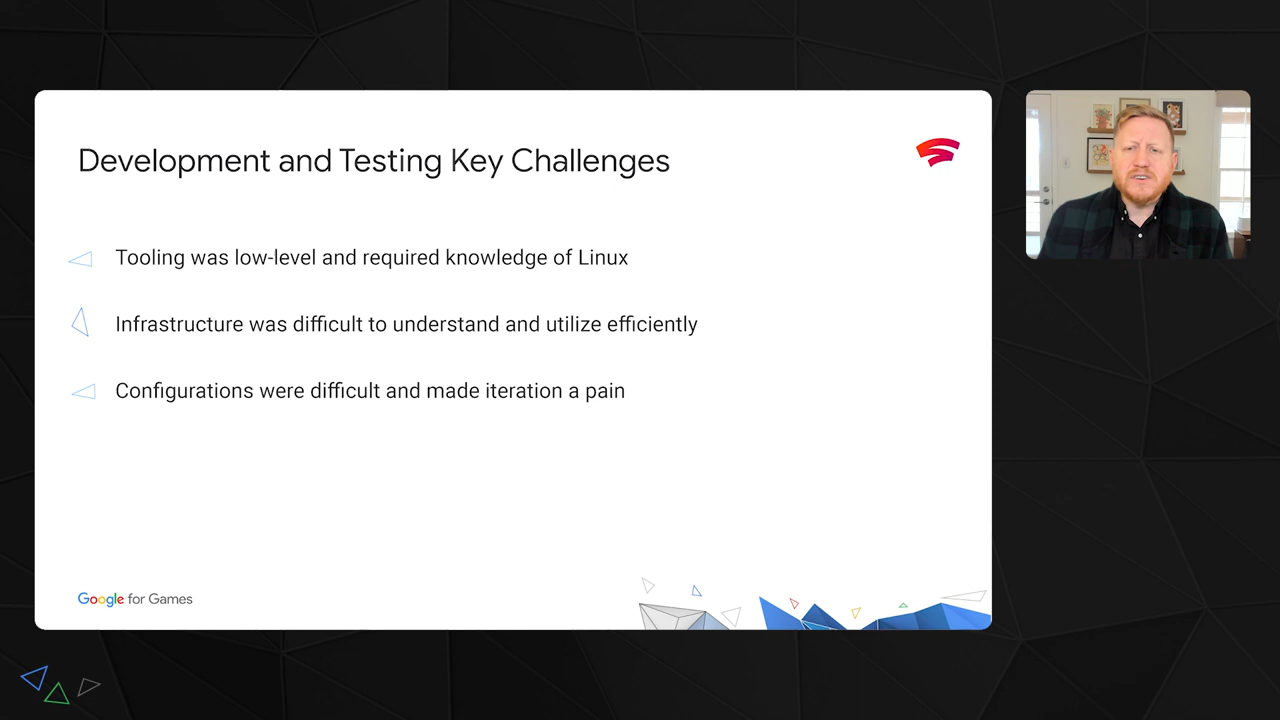 Development and Testing Key Challenges
Tooling was low-level and required knowledge of Linux
Infrastructure was difficult to understand and utilize efficiently
Configurations were difficult and made iteration a pain
Google for Games